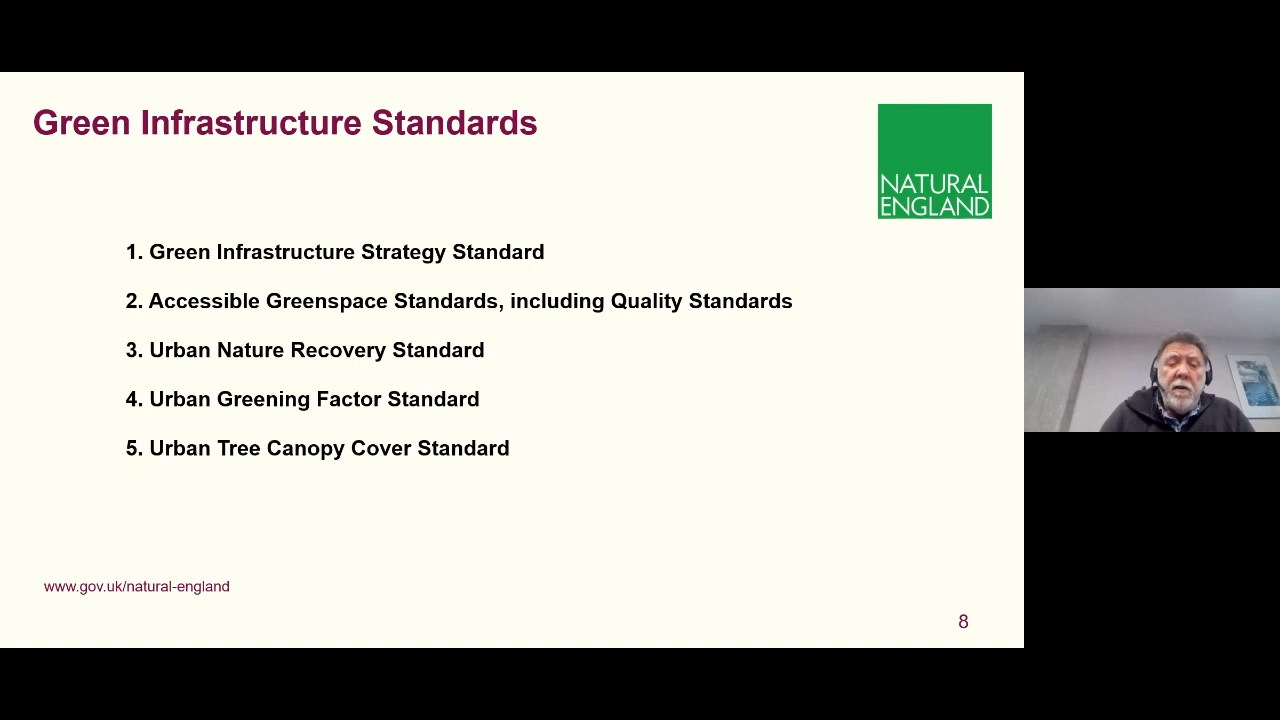 Green Infrastructure Standards
NATURAL
ENGLAND
1. Green Infrastructure Strategy Standard
2. Accessible Greenspace Standards, including Quality Standards
3. Urban Nature Recovery Standard
4. Urban Greening Factor Standard
5. Urban Tree Canopy Cover Standard
www.gov.uk/natural-england
8